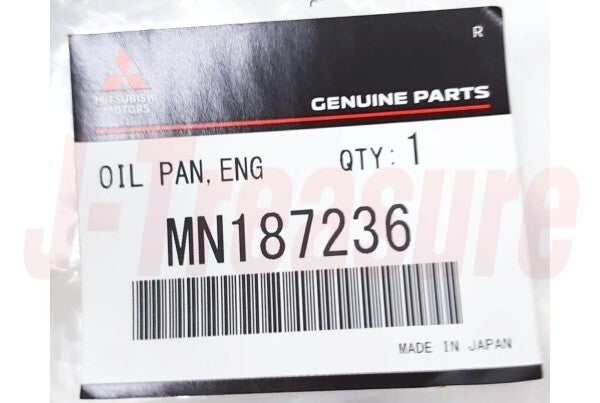 R
MITSUBISHI
MOTORS
GENUINE PARTS
OIL PAN, ENG QTY: 1
MN187236
J-Treasure
MADE IN JAPAN